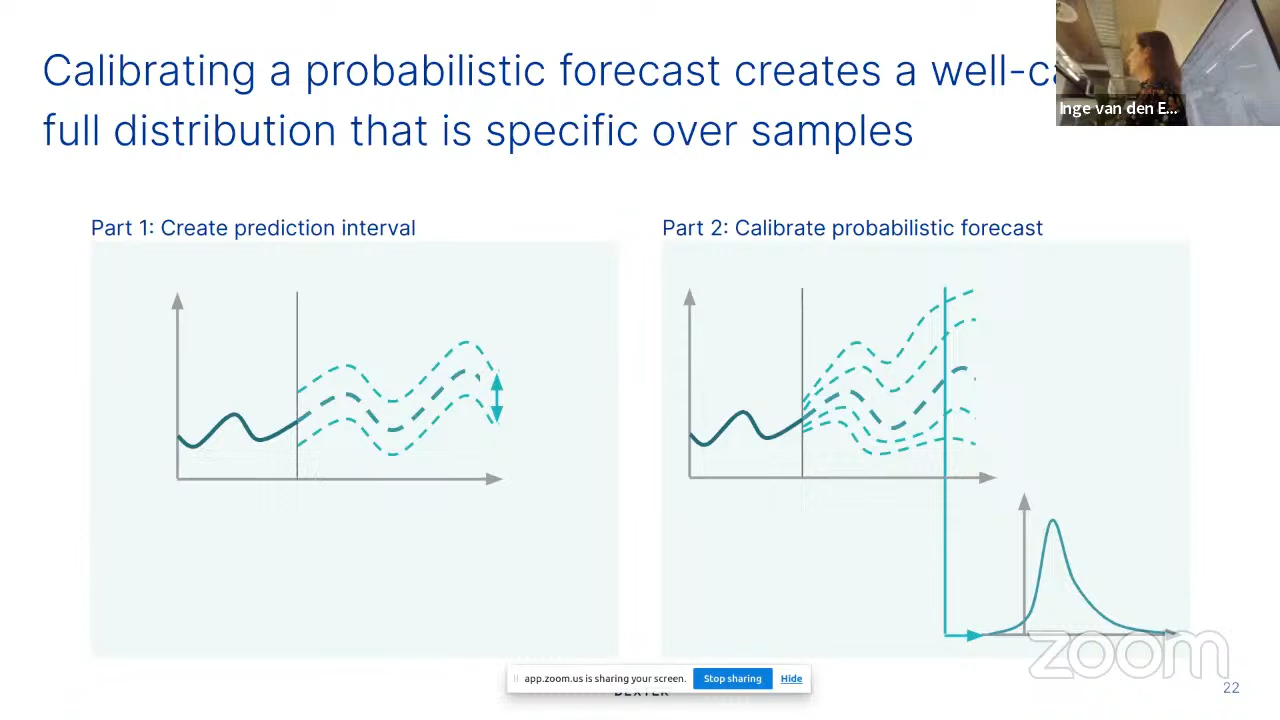 Calibrating a probabilistic forecast creates a well-ca
full distribution that is specific over samples
Inge van den E...
Part 1: Create prediction interval
Part 2: Calibrate probabilistic forecast
zoom
app.zoom.us is sharing your screen.
Stop sharing
Hide
DEXTER
22